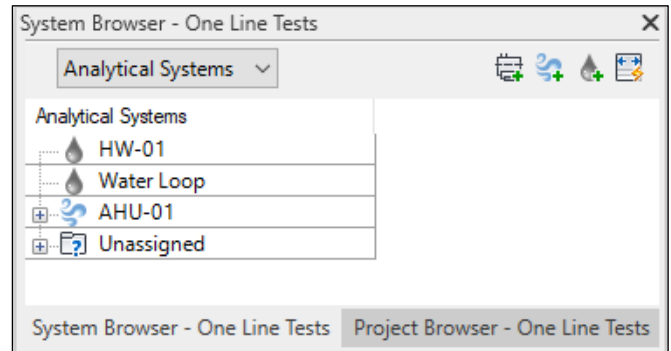 System Browser - One Line Tests
Analytical Systems
Analytical Systems
HW-01
Water Loop
AHU-01
Unassigned
System Browser - One Line Tests Project Browser - One Line Tests